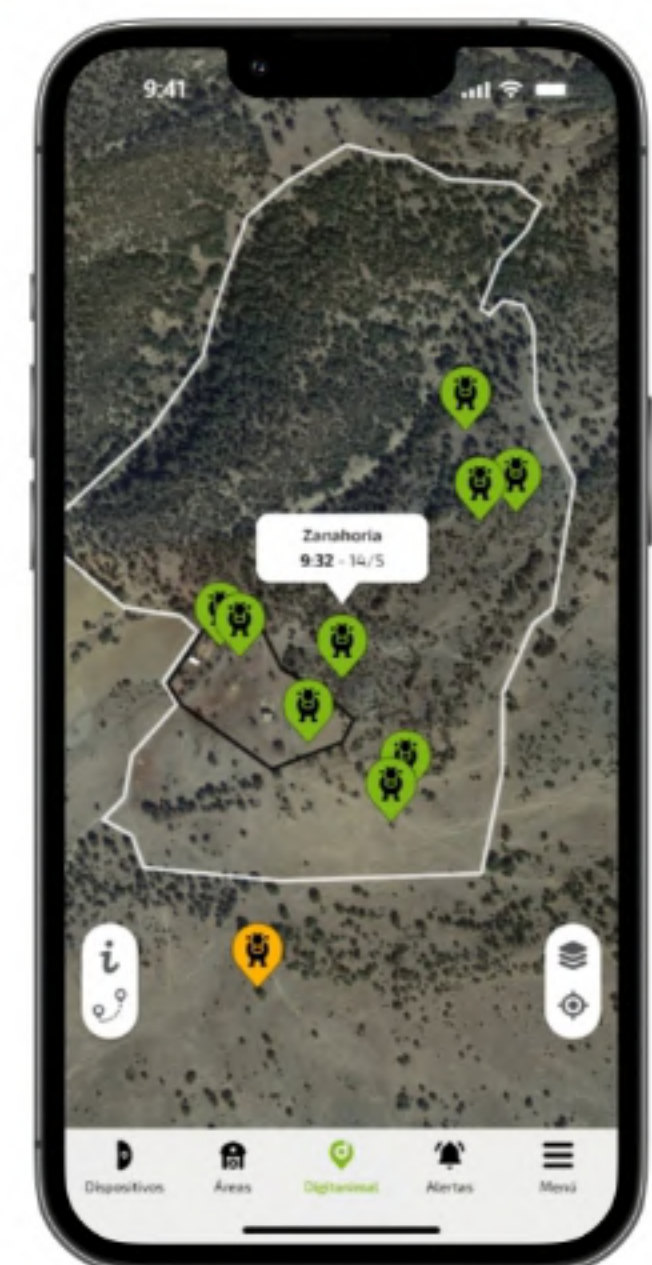 9:41
Zanahoria
9:32 - 14/5
Dispositivos
Áreas
Digitanimal
Alertas
Menú